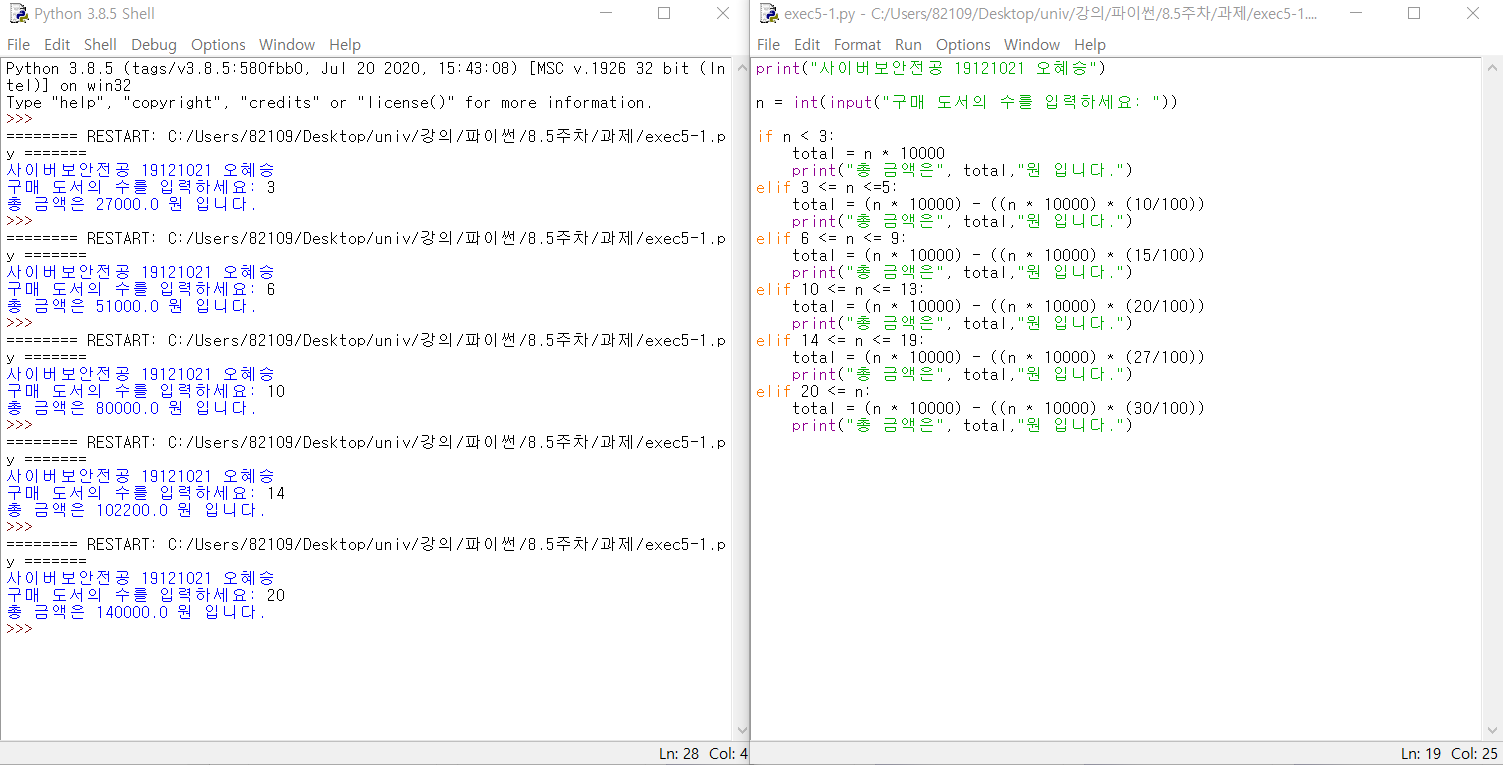 Python 3.8.5 Shell
File Edit Shell Debug Options Window Help
Python 3.8.5 (tags/v3.8.5:580fbb0, Jul 20 2020, 15:43:08) [MSC v.1926 32 bit (In
tel)] on win32
Type "help", "copyright", "credits" or "license()" for more information.
>>>
======== RESTART: C:/Users/82109/Desktop/univ/강의/파이썬/8.5주차/과제/exec5-1.p
y =======
사이버보안전공 19121021 오혜승
구매 도서의 수를 입력하세요: 3
총 금액은 27000.0 원 입니다.
>>>
======== RESTART: C:/Users/82109/Desktop/univ/강의/파이썬/8.5주차/과제/exec5-1.p
y =======
사이버보안전공 19121021 오혜승
구매 도서의 수를 입력하세요: 6
총 금액은 51000.0 원 입니다.
>>>
======== RESTART: C:/Users/82109/Desktop/univ/강의/파이썬/8.5주차/과제/exec5-1.p
y =======
사이버보안전공 19121021 오혜승
구매 도서의 수를 입력하세요: 10
총 금액은 80000.0 원 입니다.
>>>
======== RESTART: C:/Users/82109/Desktop/univ/강의/파이썬/8.5주차/과제/exec5-1.p
y =======
사이버보안전공 19121021 오혜승
구매 도서의 수를 입력하세요: 14
총 금액은 102200.0 원 입니다.
>>>
======== RESTART: C:/Users/82109/Desktop/univ/강의/파이썬/8.5주차/과제/exec5-1.p
y =======
사이버보안전공 19121021 오혜승
구매 도서의 수를 입력하세요: 20
총 금액은 140000.0 원 입니다.
>>>
Ln: 28 Col: 4
exec5-1.py - C:/Users/82109/Desktop/univ/강의/파이썬/8.5주차/과제/exec5-1....
File Edit Format Run Options Window Help
print("사이버보안전공 19121021 오혜승")
n = int(input("구매 도서의 수를 입력하세요: "))
if n < 3:
    total = n * 10000
    print("총 금액은", total,"원 입니다.")
elif 3 <= n <=5:
    total = (n * 10000) - ((n * 10000) * (10/100))
    print("총 금액은", total,"원 입니다.")
elif 6 <= n <= 9:
    total = (n * 10000) - ((n * 10000) * (15/100))
    print("총 금액은", total,"원 입니다.")
elif 10 <= n <= 13:
    total = (n * 10000) - ((n * 10000) * (20/100))
    print("총 금액은", total,"원 입니다.")
elif 14 <= n <= 19:
    total = (n * 10000) - ((n * 10000) * (27/100))
    print("총 금액은", total,"원 입니다.")
elif 20 <= n:
    total = (n * 10000) - ((n * 10000) * (30/100))
    print("총 금액은", total,"원 입니다.")
Ln: 19 Col: 25